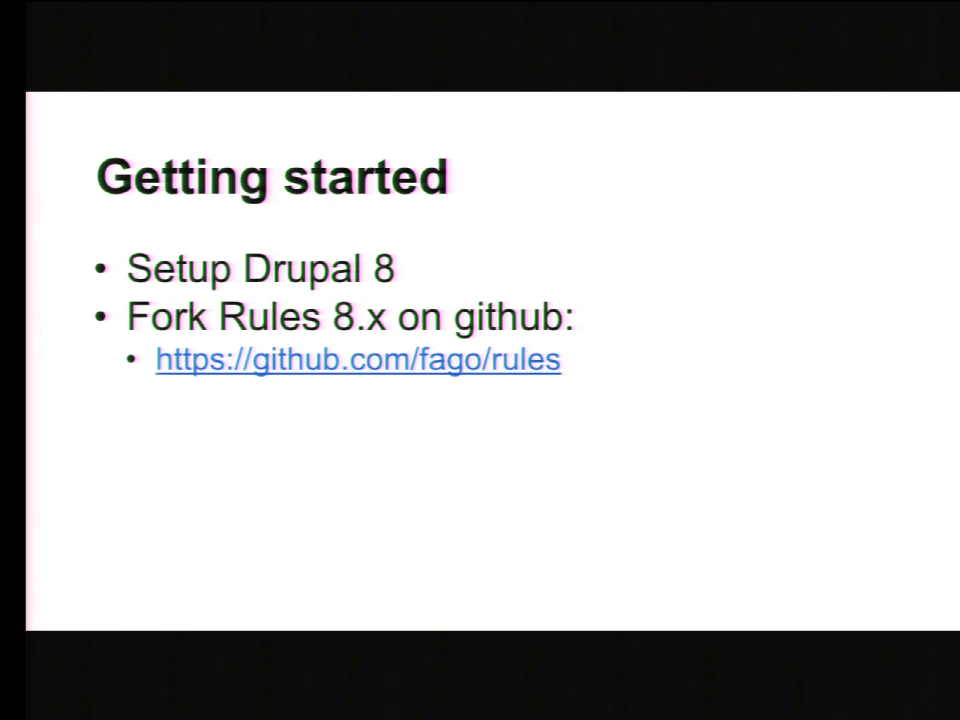 Getting started
• Setup Drupal 8
• Fork Rules 8.x on github:
• https://github.com/fago/rules